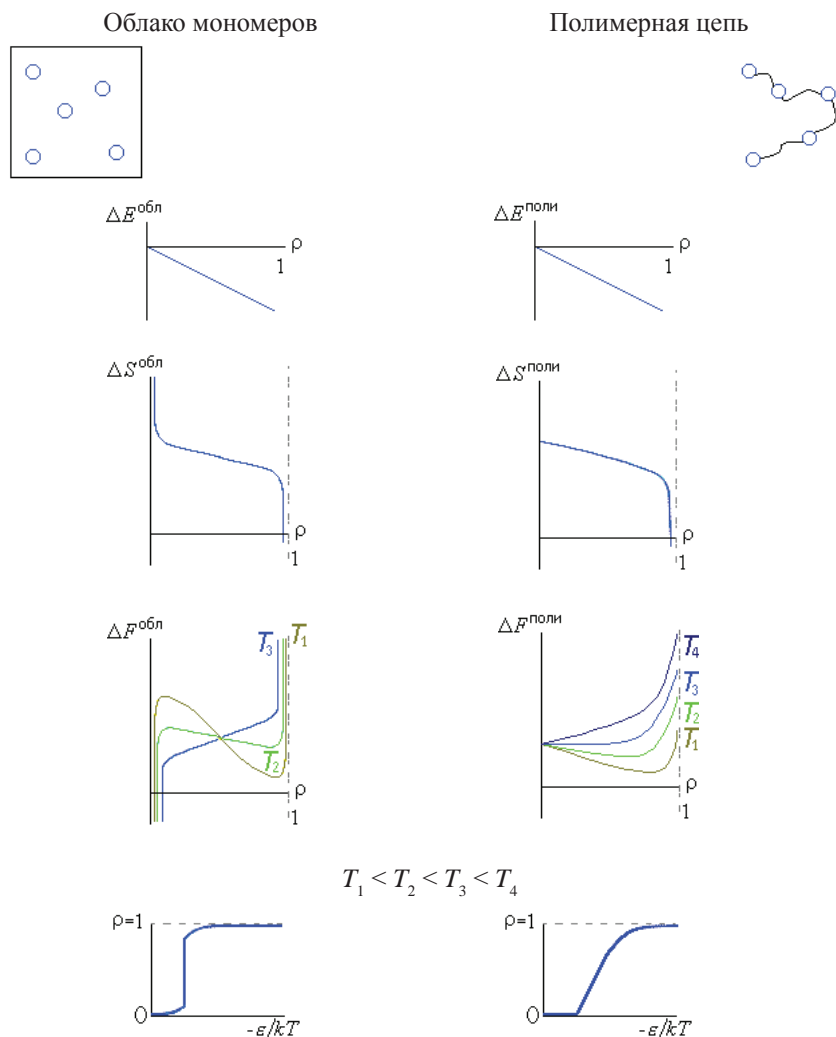 Облако мономеров
Полимерная цепь
ΔE^обл
ρ
1
ΔE^поли
ρ
1
ΔS^обл
ρ
1
ΔS^поли
ρ
1
ΔF^обл
T₃
T₁
T₂
ρ
1
ΔF^поли
T₄
T₃
T₂
T₁
ρ
1
T₁ < T₂ < T₃ < T₄
ρ=1
0
-ε/kT
ρ=1
0
-ε/kT